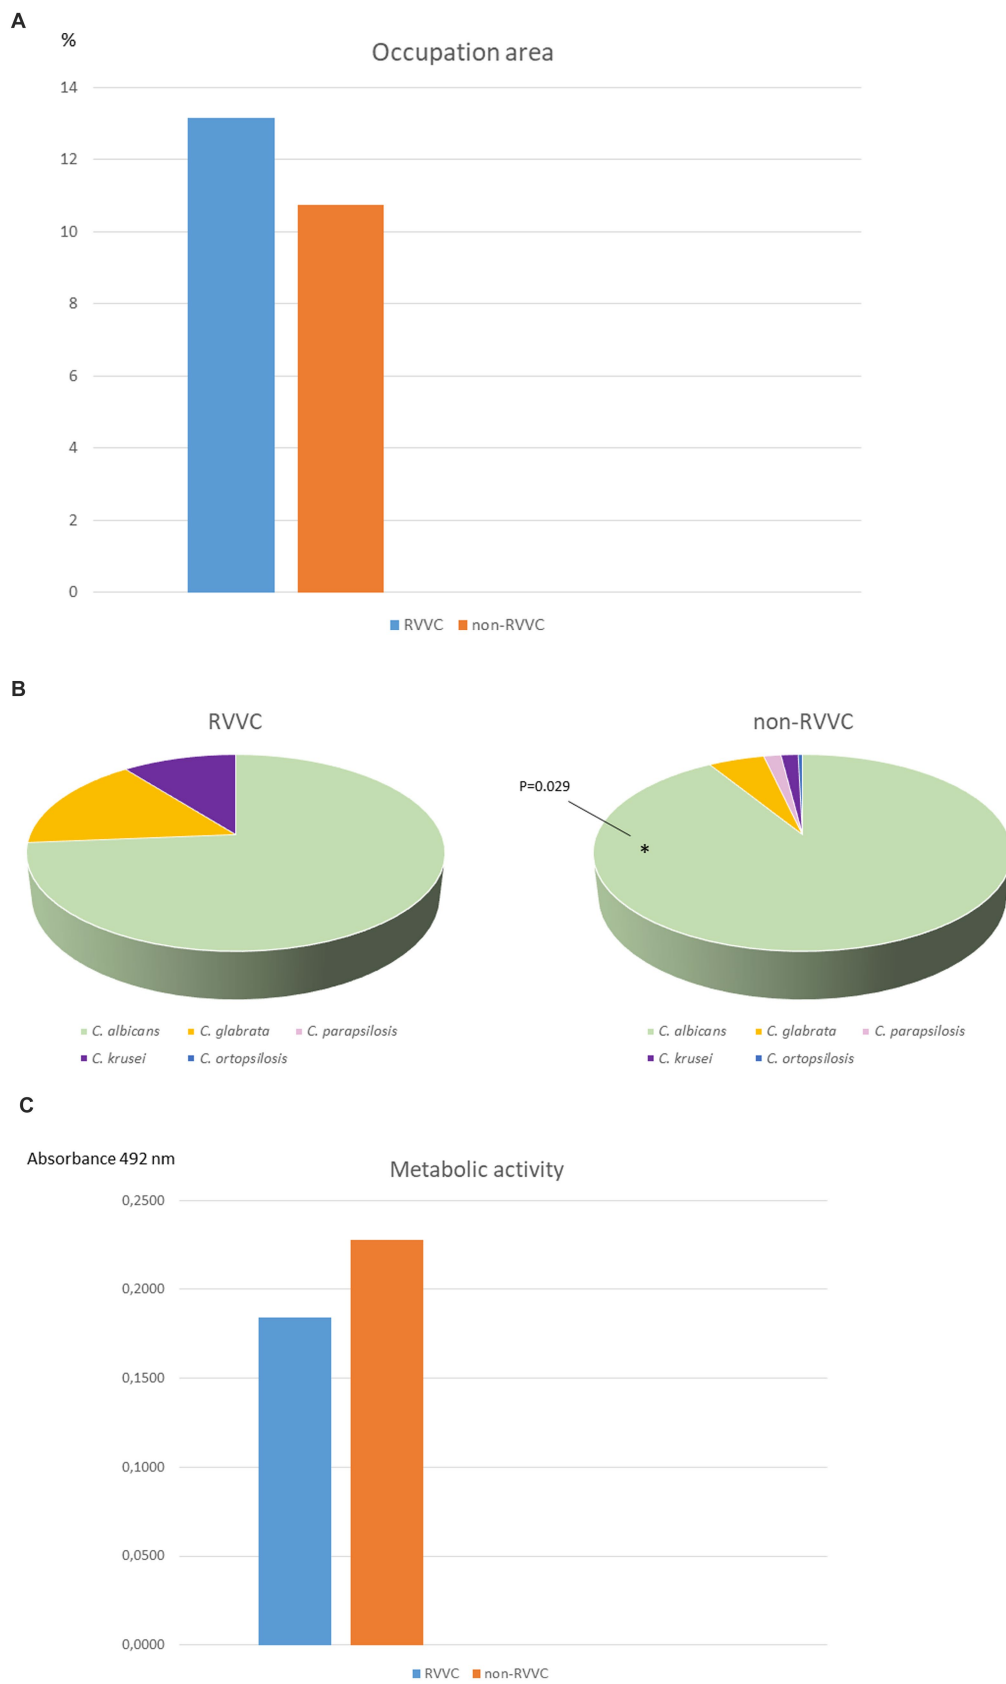 A
%
Occupation area
14
12
10
8
6
4
2
0
RVVC non-RVVC
B
RVVC
non-RVVC
P=0.029
*
C. albicans C. glabrata C. parapsilosis
C. krusei C. ortopsilosis
C. albicans C. glabrata C. parapsilosis
C. krusei C. ortopsilosis
C
Absorbance 492 nm
Metabolic activity
0,2500
0,2000
0,1500
0,1000
0,0500
0,0000
RVVC non-RVVC